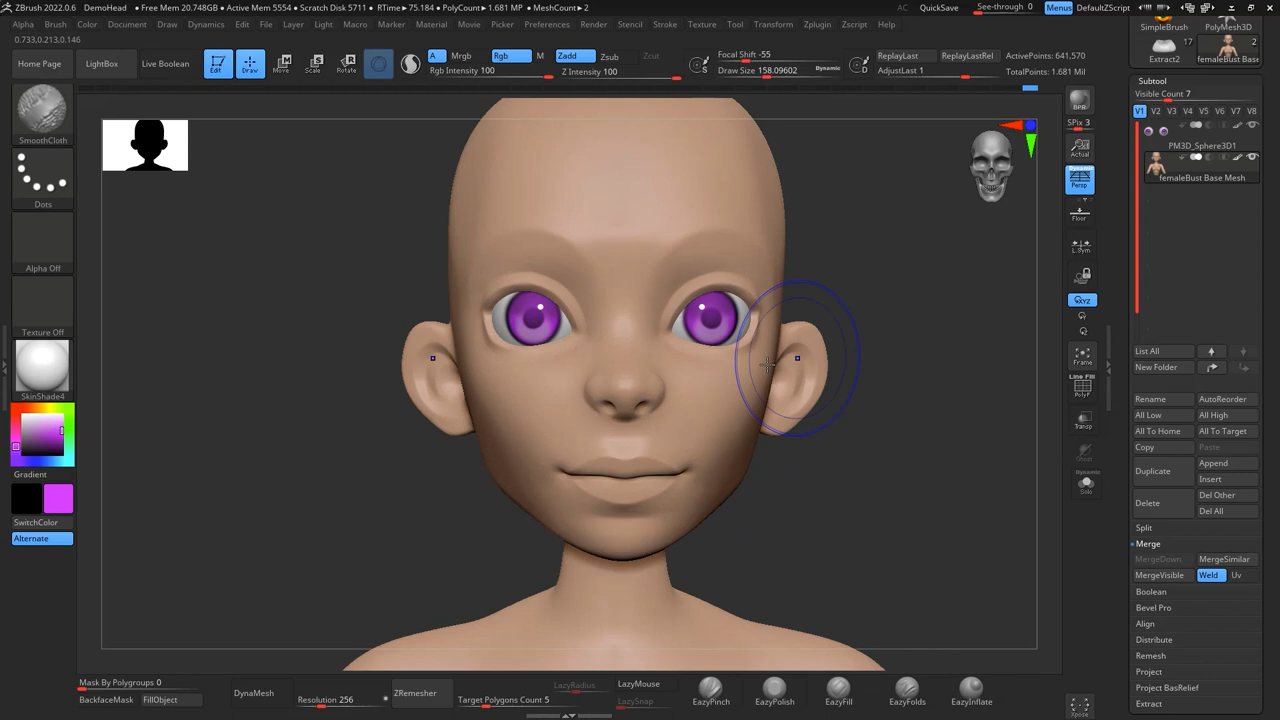 ZBrush 2022.0.6 DemoHead • Free Mem 20.748GB • Active Mem 5554 • Scratch Disk 5711 • RTime▸75.184 • PolyCount▸1.681 MP • MeshCount▸2 AC QuickSave See-through 0 Menus DefaultZScript
Alpha Brush Color Document Draw Dynamics Edit File Layer Light Macro Marker Material Movie Picker Preferences Render Stencil Stroke Texture Tool Transform Zplugin Zscript Help
0.733,0.213,0.146
Home Page LightBox Live Boolean Edit Draw Move Scale Rotate
A Mrgb Rgb M Zadd Zsub Zcut
Rgb Intensity 100 Z Intensity 100
S Focal Shift -55
Draw Size 158.09602 Dynamic
D ReplayLast ReplayLastRel
AdjustLast 1
ActivePoints: 641,570
TotalPoints: 1.681 Mil
SmoothCloth
Dots
Alpha Off
Texture Off
SkinShade4
Gradient
SwitchColor
Alternate
BPR
SPix 3
Actual
Dynamic
Persp
Floor
L.Sym
XYZ
Frame
Line Fill
PolyF
Transp
Ghost
Dynamic
Solo
Xpose
SimpleBrush PolyMesh3D
17 2
Extract2 femaleBust Base
Subtool
Visible Count 7
V1 V2 V3 V4 V5 V6 V7 V8
PM3D_Sphere3D1
femaleBust Base Mesh
List All
New Folder
Rename AutoReorder
All Low All High
All To Home All To Target
Copy Paste
Duplicate Append
Insert
Delete Del Other
Del All
Split
Merge
MergeDown MergeSimilar
MergeVisible Weld Uv
Boolean
Bevel Pro
Align
Distribute
Remesh
Project
Project BasRelief
Extract
Mask By Polygroups 0
BackfaceMask FillObject
DynaMesh
Resolution 256
ZRemesher
Target Polygons Count 5
LazyRadius LazyMouse
LazySnap
EazyPinch EazyPolish EazyFill EazyFolds EazyInflate